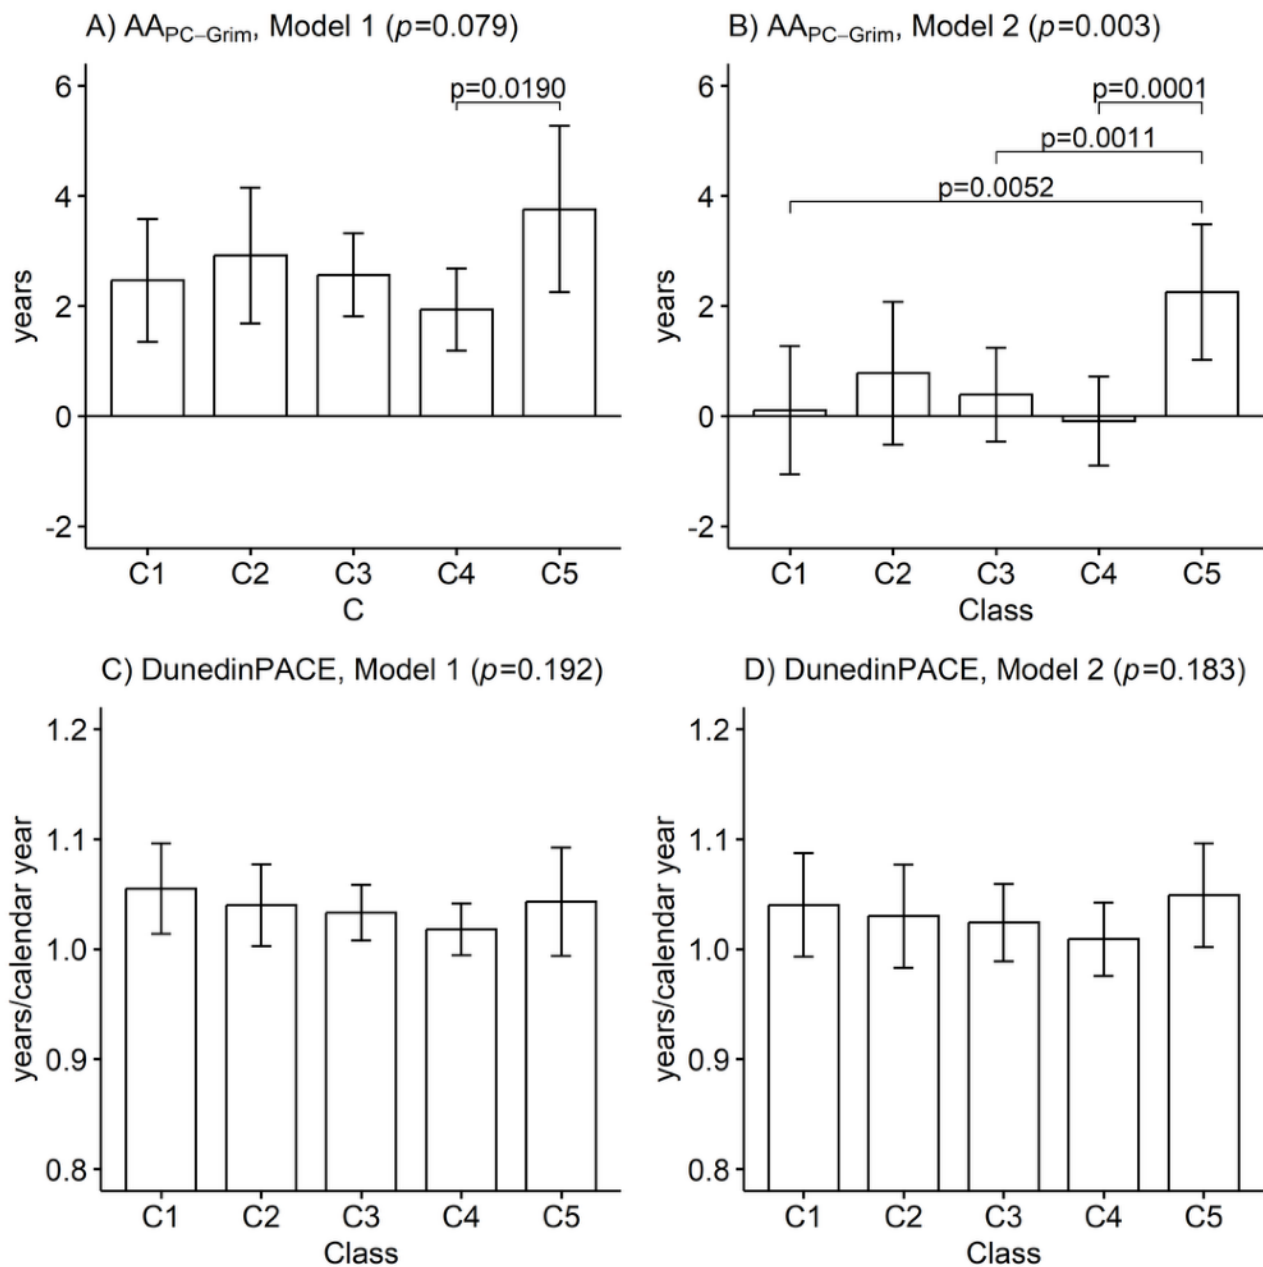 A) AA_PC–Grim, Model 1 (p=0.079)
years
6
4
2
0
-2
p=0.0190
C1 C2 C3 C4 C5
C
B) AA_PC–Grim, Model 2 (p=0.003)
years
6
4
2
0
-2
p=0.0001
p=0.0011
p=0.0052
C1 C2 C3 C4 C5
Class
C) DunedinPACE, Model 1 (p=0.192)
years/calendar year
1.2
1.1
1.0
0.9
0.8
C1 C2 C3 C4 C5
Class
D) DunedinPACE, Model 2 (p=0.183)
years/calendar year
1.2
1.1
1.0
0.9
0.8
C1 C2 C3 C4 C5
Class